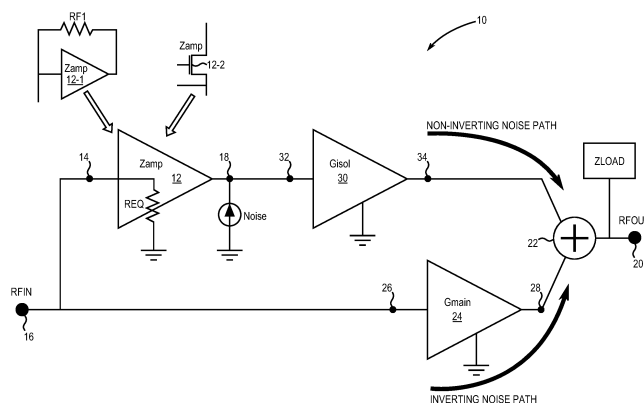 RF1
10
Zamp
Zamp
12-1
12-2
NON-INVERTING NOISE PATH
14
Zamp
12
18
32
Gisol
30
34
ZLOAD
REQ
Noise
22
RFOU
20
RFIN
16
26
Gmain
24
28
INVERTING NOISE PATH